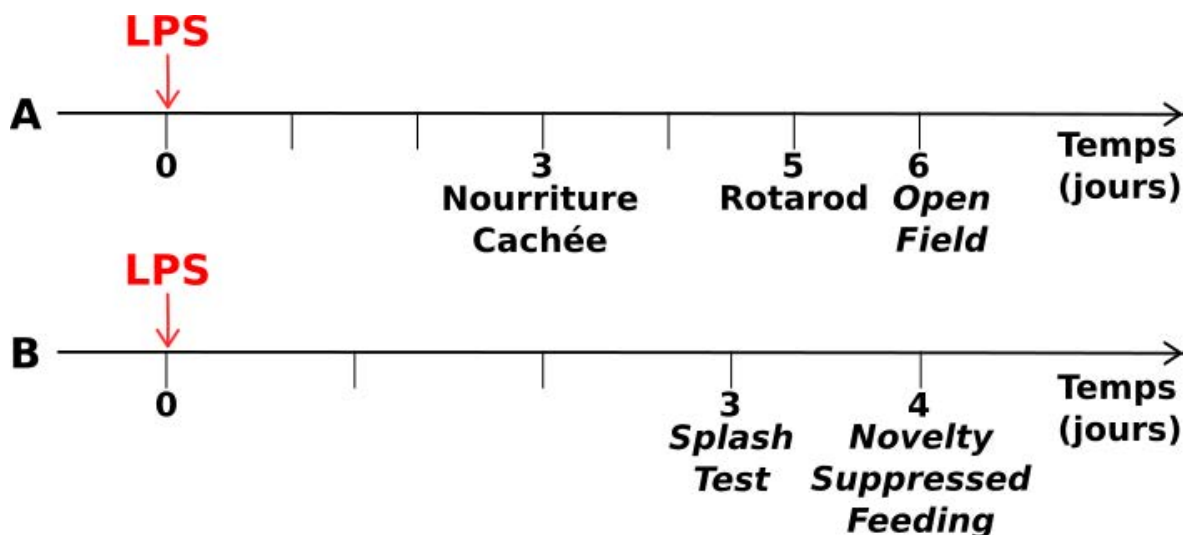 LPS
A
0
3
5
6
Temps
(jours)
Nourriture
Cachée
Rotarod
Open
Field
LPS
B
0
3
4
Temps
(jours)
Splash
Test
Novelty
Suppressed
Feeding